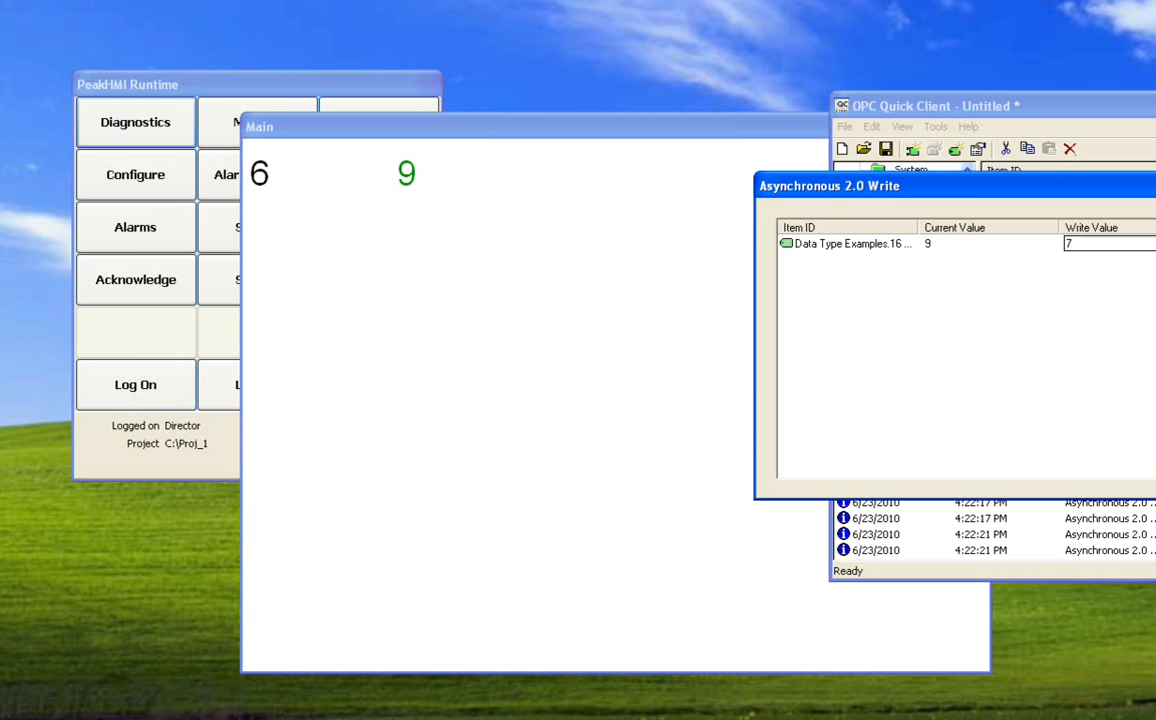 PeakHMI Runtime
Diagnostics
Configure
Alarms
Acknowledge
Log On
Logged on Director
Project C:\Proj_1
Main
6 9
OPC Quick Client - Untitled *
File Edit View Tools Help
System
Item ID
Asynchronous 2.0 Write
Item ID Current Value Write Value
Data Type Examples.16 ... 9 7
6/23/2010 4:22:17 PM Asynchronous 2.0 ...
6/23/2010 4:22:17 PM Asynchronous 2.0 ...
6/23/2010 4:22:21 PM Asynchronous 2.0 ...
6/23/2010 4:22:21 PM Asynchronous 2.0 ...
Ready